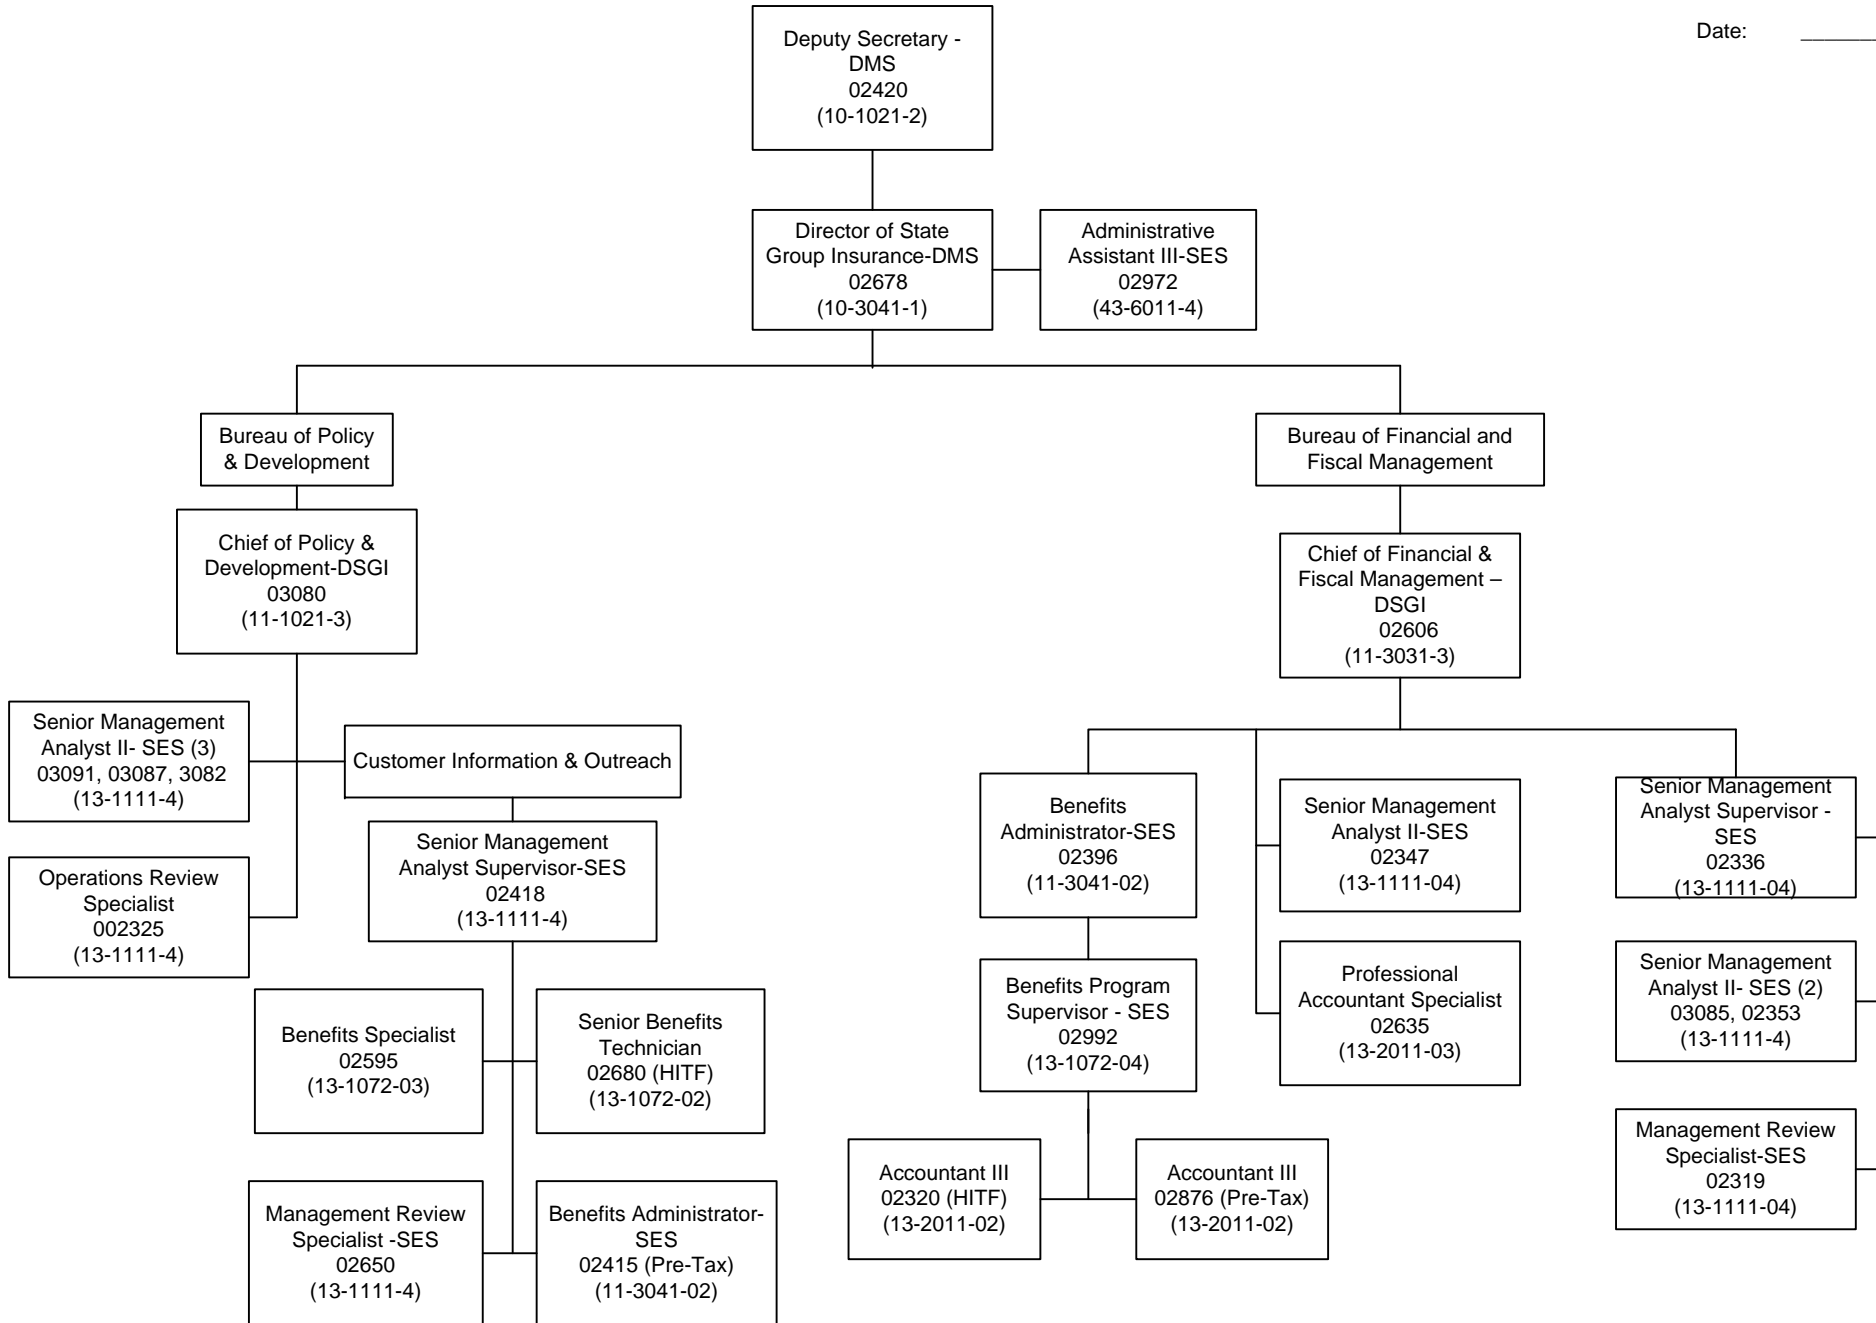 Date: ________
Deputy Secretary -
DMS
02420
(10-1021-2)
Director of State
Group Insurance-DMS
02678
(10-3041-1)
Administrative
Assistant III-SES
02972
(43-6011-4)
Bureau of Policy
& Development
Bureau of Financial and
Fiscal Management
Chief of Policy &
Development-DSGI
03080
(11-1021-3)
Chief of Financial &
Fiscal Management –
DSGI
02606
(11-3031-3)
Senior Management
Analyst II- SES (3)
03091, 03087, 3082
(13-1111-4)
Customer Information & Outreach
Operations Review
Specialist
002325
(13-1111-4)
Senior Management
Analyst Supervisor-SES
02418
(13-1111-4)
Benefits Specialist
02595
(13-1072-03)
Senior Benefits
Technician
02680 (HITF)
(13-1072-02)
Management Review
Specialist -SES
02650
(13-1111-4)
Benefits Administrator-
SES
02415 (Pre-Tax)
(11-3041-02)
Benefits
Administrator-SES
02396
(11-3041-02)
Benefits Program
Supervisor - SES
02992
(13-1072-04)
Accountant III
02320 (HITF)
(13-2011-02)
Accountant III
02876 (Pre-Tax)
(13-2011-02)
Senior Management
Analyst II-SES
02347
(13-1111-04)
Professional
Accountant Specialist
02635
(13-2011-03)
Senior Management
Analyst Supervisor -
SES
02336
(13-1111-04)
Senior Management
Analyst II- SES (2)
03085, 02353
(13-1111-4)
Management Review
Specialist-SES
02319
(13-1111-04)